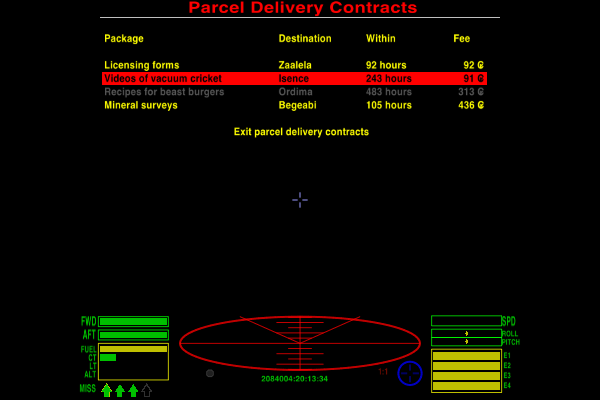 Parcel Delivery Contracts
Package Destination Within Fee
Licensing forms Zaalela 92 hours 92 ₢
Videos of vacuum cricket Isence 243 hours 91 ₢
Recipes for beast burgers Ordima 483 hours 313 ₢
Mineral surveys Begeabi 105 hours 436 ₢
Exit parcel delivery contracts
FWD SPD
AFT ROLL
PITCH
FUEL E1
CT E2
LT E3
ALT E4
1:1
2084004:20:13:34
MISS